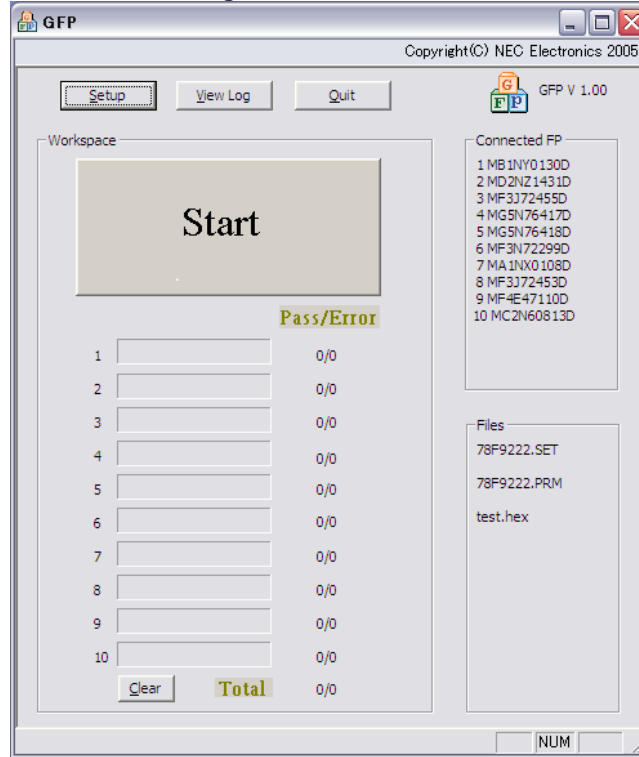 GFP
Copyright(C) NEC Electronics 2005
Setup View Log Quit
G
F P
GFP V 1.00
Workspace
Start
Pass/Error
1 0/0
2 0/0
3 0/0
4 0/0
5 0/0
6 0/0
7 0/0
8 0/0
9 0/0
10 0/0
Clear Total 0/0
Connected FP
1 MB1NY0130D
2 MD2NZ1431D
3 MF3J72455D
4 MG5N76417D
5 MG5N76418D
6 MF3N72299D
7 MA1NX0108D
8 MF3J72453D
9 MF4E47110D
10 MC2N60813D
Files
78F9222.SET
78F9222.PRM
test.hex
NUM